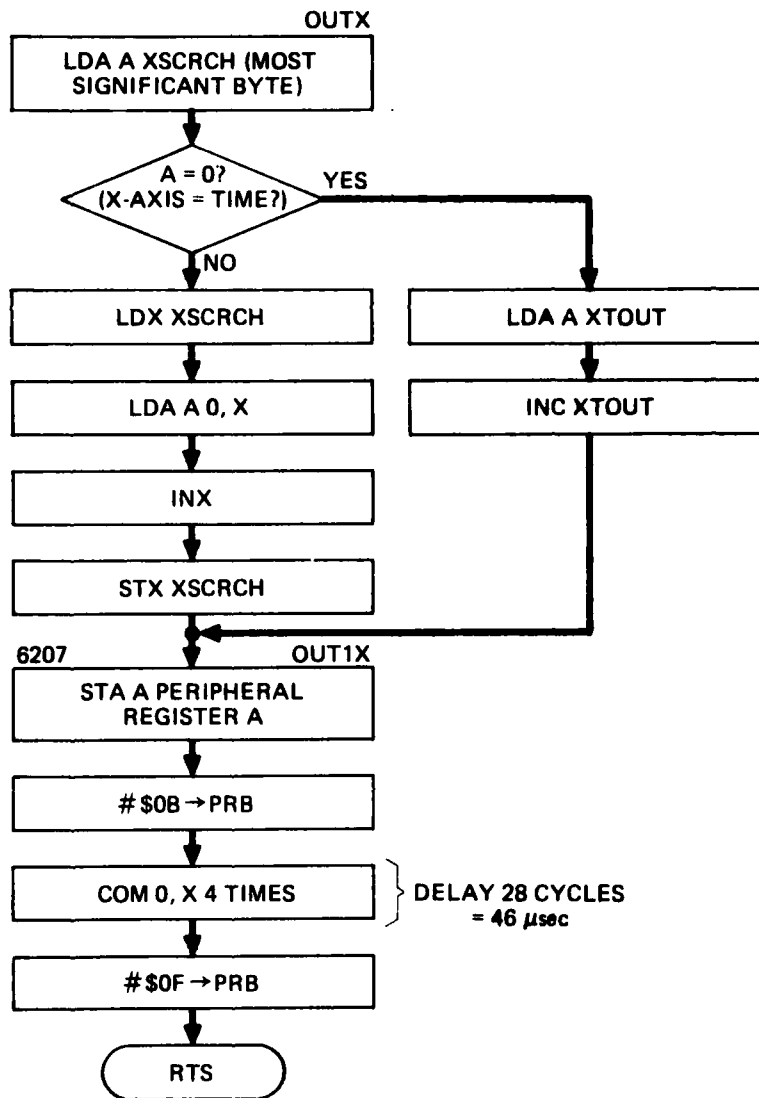 OUTX
LDA A XSCRCH (MOST
SIGNIFICANT BYTE)
A = 0?
(X-AXIS = TIME?)
YES
NO
LDX XSCRCH
LDA A XTOUT
LDA A 0, X
INC XTOUT
INX
STX XSCRCH
6207
OUT1X
STA A PERIPHERAL
REGISTER A
#$0B→PRB
COM 0, X 4 TIMES
DELAY 28 CYCLES
= 46 μsec
#$0F→PRB
RTS